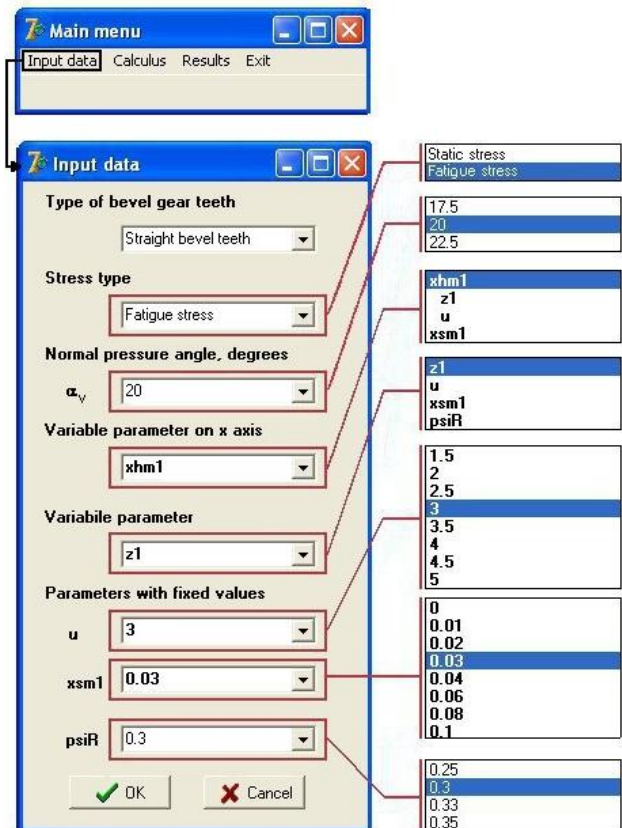 Main menu
Input data Calculus Results Exit
Input data
Type of bevel gear teeth
Straight bevel teeth
Stress type
Fatigue stress
Normal pressure angle, degrees
αv 20
Variable parameter on x axis
xhm1
Variabile parameter
z1
Parameters with fixed values
u 3
xsm1 0.03
psiR 0.3
OK Cancel
Static stress
Fatigue stress
17.5
20
22.5
xhm1
z1
u
xsm1
z1
u
xsm1
psiR
1.5
2
2.5
3
3.5
4
4.5
5
0
0.01
0.02
0.03
0.04
0.06
0.08
0.1
0.25
0.3
0.33
0.35